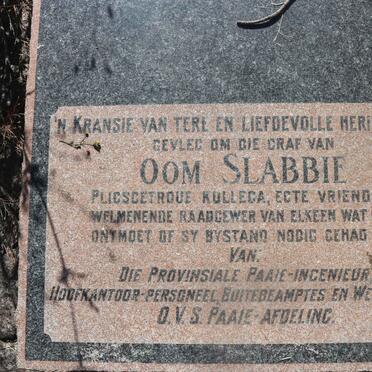 'N KRANSIE VAN TERE EN LIEFDEVOLLE HERI
GEVLEG OM DIE GRAF VAN
OOM SLABBIE
PLIGSGETROUE KOLLEGA, EGTE VRIEND
WELMENENDE RAADGEWER VAN ELKEEN WAT
ONTMOET OF SY BYSTAND NODIG GEHAD
VAN:
DIE PROVINSIALE PAAIE-INGENIEUR
HOOFKANTOOR-PERSONEEL BUITEBEAMPTES EN WE
O.V.S. PAAIE-AFDELING.